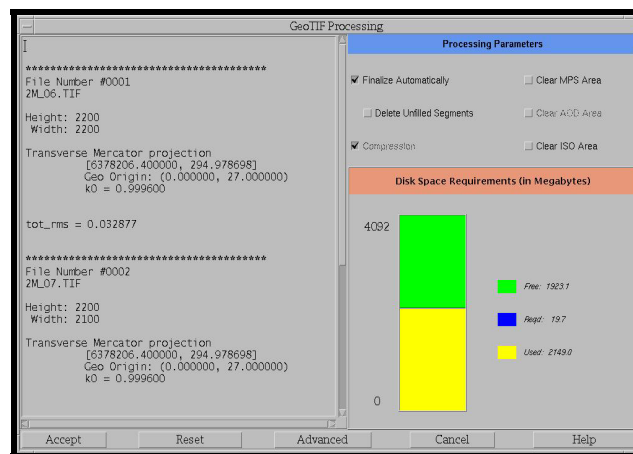 GeoTIF Processing
***************************************
File Number #0001
2M_06.TIF
Height: 2200
Width: 2200
Transverse Mercator projection
[6378206.400000, 294.978698]
Geo Origin: (0.000000, 27.000000)
k0 = 0.999600
tot_rms = 0.032877
***************************************
File Number #0002
2M_07.TIF
Height: 2200
Width: 2100
Transverse Mercator projection
[6378206.400000, 294.978698]
Geo Origin: (0.000000, 27.000000)
k0 = 0.999600
Processing Parameters
Finalize Automatically
Clear MPS Area
Delete Unfilled Segments
Clear AOD Area
Compression
Clear ISO Area
Disk Space Requirements (in Megabytes)
4092
0
Free: 1923.1
Reqd: 19.7
Used: 2149.0
Accept
Reset
Advanced
Cancel
Help